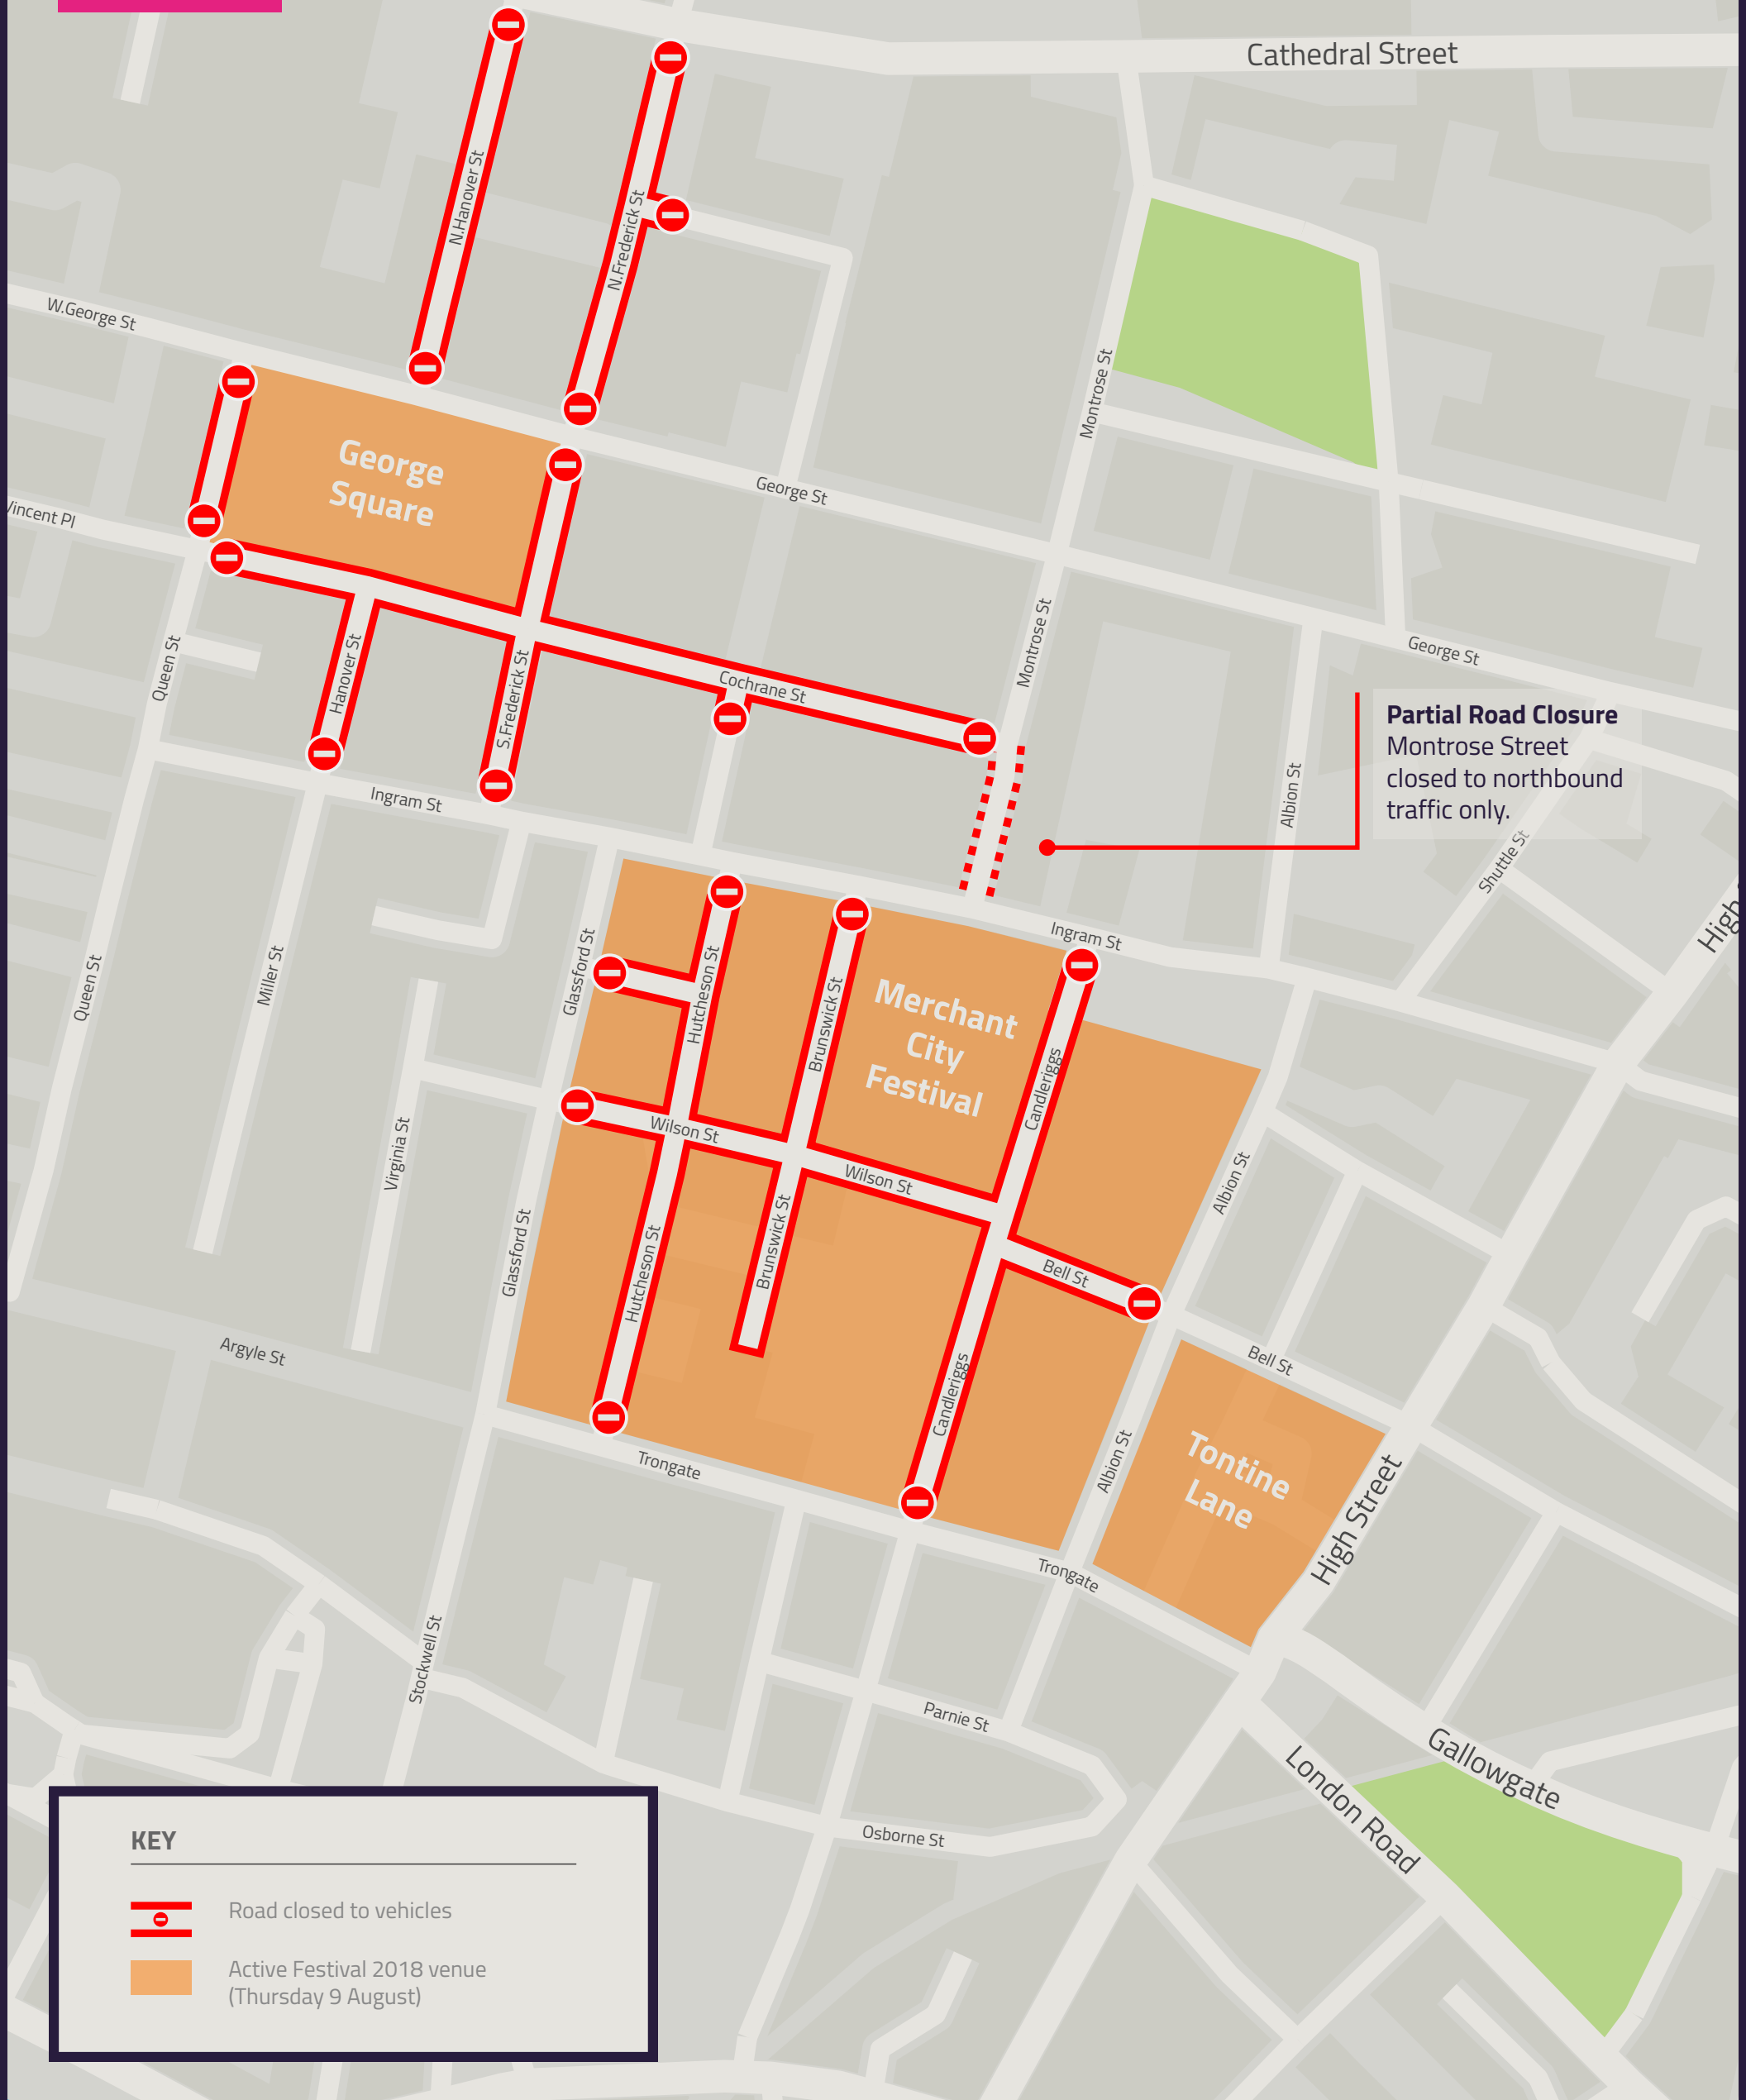 Cathedral Street
N.Hanover St
N.Frederick St
W.George St
Montrose St
George
Square
George St
Vincent Pl
Montrose St
George St
Queen St
Hanover St
S.Frederick St
Cochrane St
Partial Road Closure
Montrose Street
closed to northbound
traffic only.
Albion St
Ingram St
Shuttle St
High
Ingram St
Queen St
Miller St
Glassford St
Hutcheson St
Brunswick St
Merchant
City
Festival
Candleriggs
Virginia St
Wilson St
Wilson St
Albion St
Glassford St
Hutcheson St
Brunswick St
Bell St
Argyle St
Bell St
Candleriggs
Albion St
Tontine
Lane
High Street
Trongate
Trongate
Stockwell St
Parnie St
Gallowgate
London Road
Osborne St
KEY
Road closed to vehicles
Active Festival 2018 venue
(Thursday 9 August)